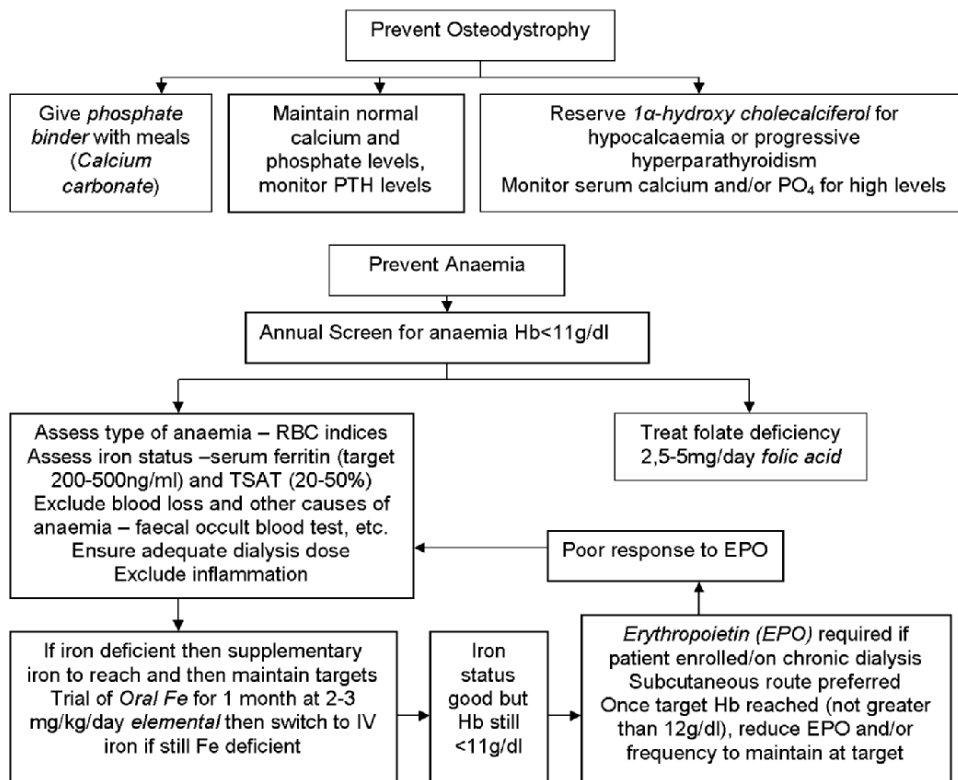 Prevent Osteodystrophy
Give phosphate
binder with meals
(Calcium
carbonate)
Maintain normal
calcium and
phosphate levels,
monitor PTH levels
Reserve 1α-hydroxy cholecalciferol for
hypocalcaemia or progressive
hyperparathyroidism
Monitor serum calcium and/or PO₄ for high levels
Prevent Anaemia
Annual Screen for anaemia Hb<11g/dl
Assess type of anaemia – RBC indices
Assess iron status –serum ferritin (target
200-500ng/ml) and TSAT (20-50%)
Exclude blood loss and other causes of
anaemia – faecal occult blood test, etc.
Ensure adequate dialysis dose
Exclude inflammation
Treat folate deficiency
2,5-5mg/day folic acid
Poor response to EPO
If iron deficient then supplementary
iron to reach and then maintain targets
Trial of Oral Fe for 1 month at 2-3
mg/kg/day elemental then switch to IV
iron if still Fe deficient
Iron
status
good but
Hb still
<11g/dl
Erythropoietin (EPO) required if
patient enrolled/on chronic dialysis
Subcutaneous route preferred
Once target Hb reached (not greater
than 12g/dl), reduce EPO and/or
frequency to maintain at target